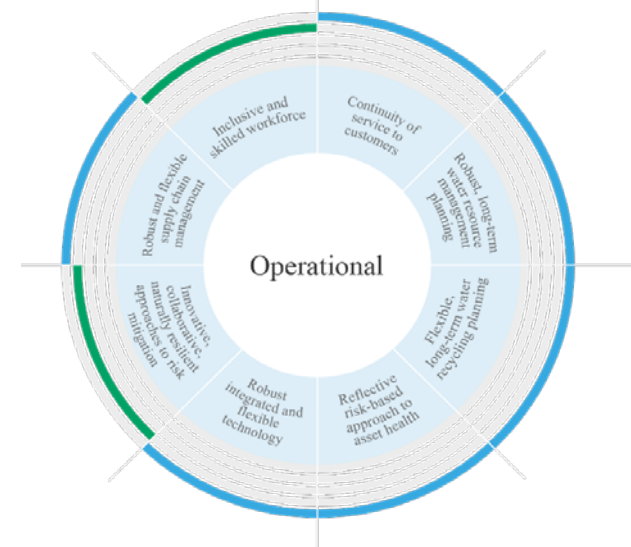 Inclusive and
skilled workforce
Continuity of
service to
customers
Robust, long-term
water resource
management
planning
Flexible,
long-term water
recycling planning
Reflective
risk-based
approach to
asset health
Robust
integrated and
flexible
technology
Innovative,
collaborative,
naturally resilient
approaches to risk
mitigation
Robust and flexible
supply chain
management
Operational